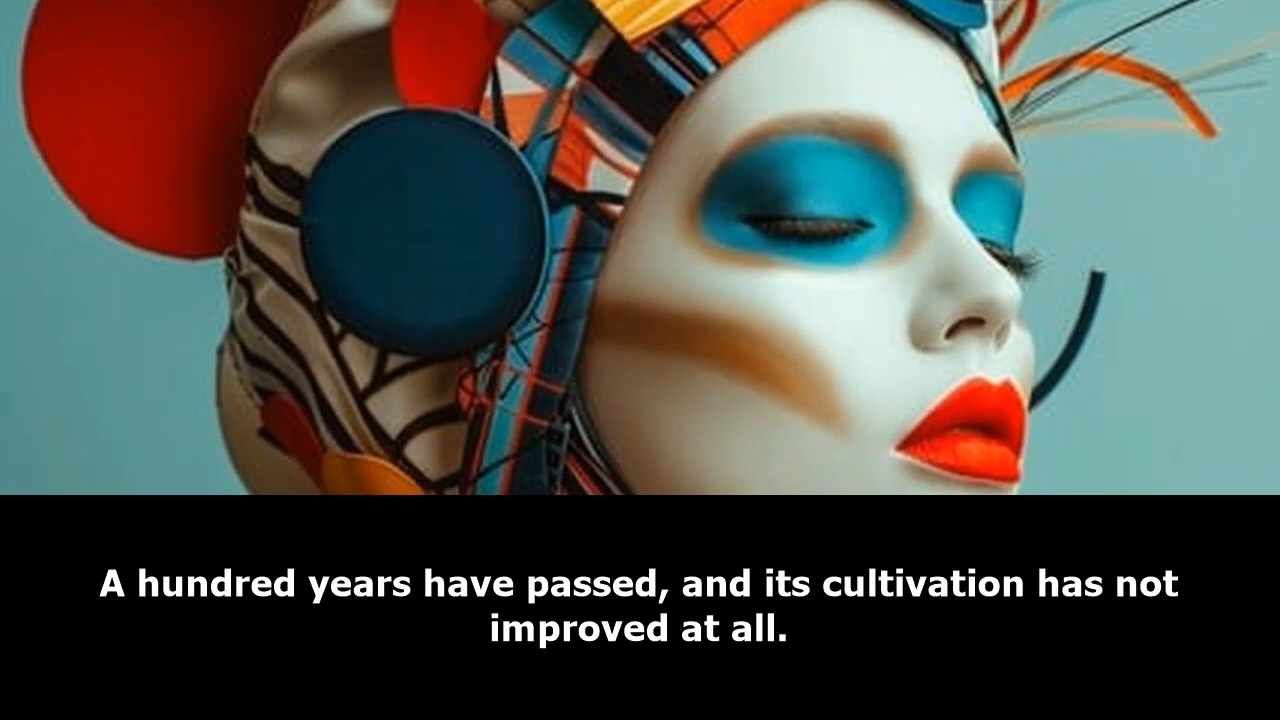 A hundred years have passed, and its cultivation has not
improved at all.